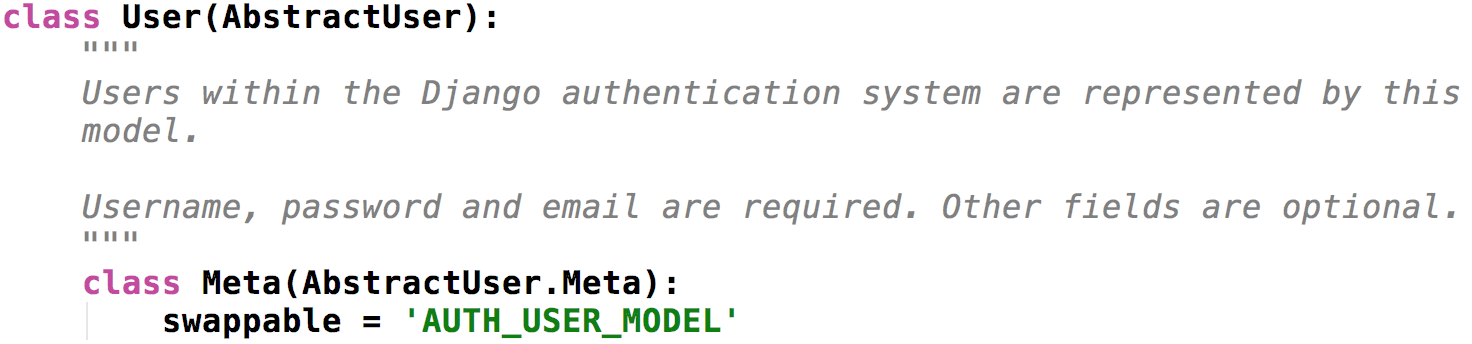 class User(AbstractUser):
"""
Users within the Django authentication system are represented by this
model.
Username, password and email are required. Other fields are optional.
"""
class Meta(AbstractUser.Meta):
swappable = 'AUTH_USER_MODEL'